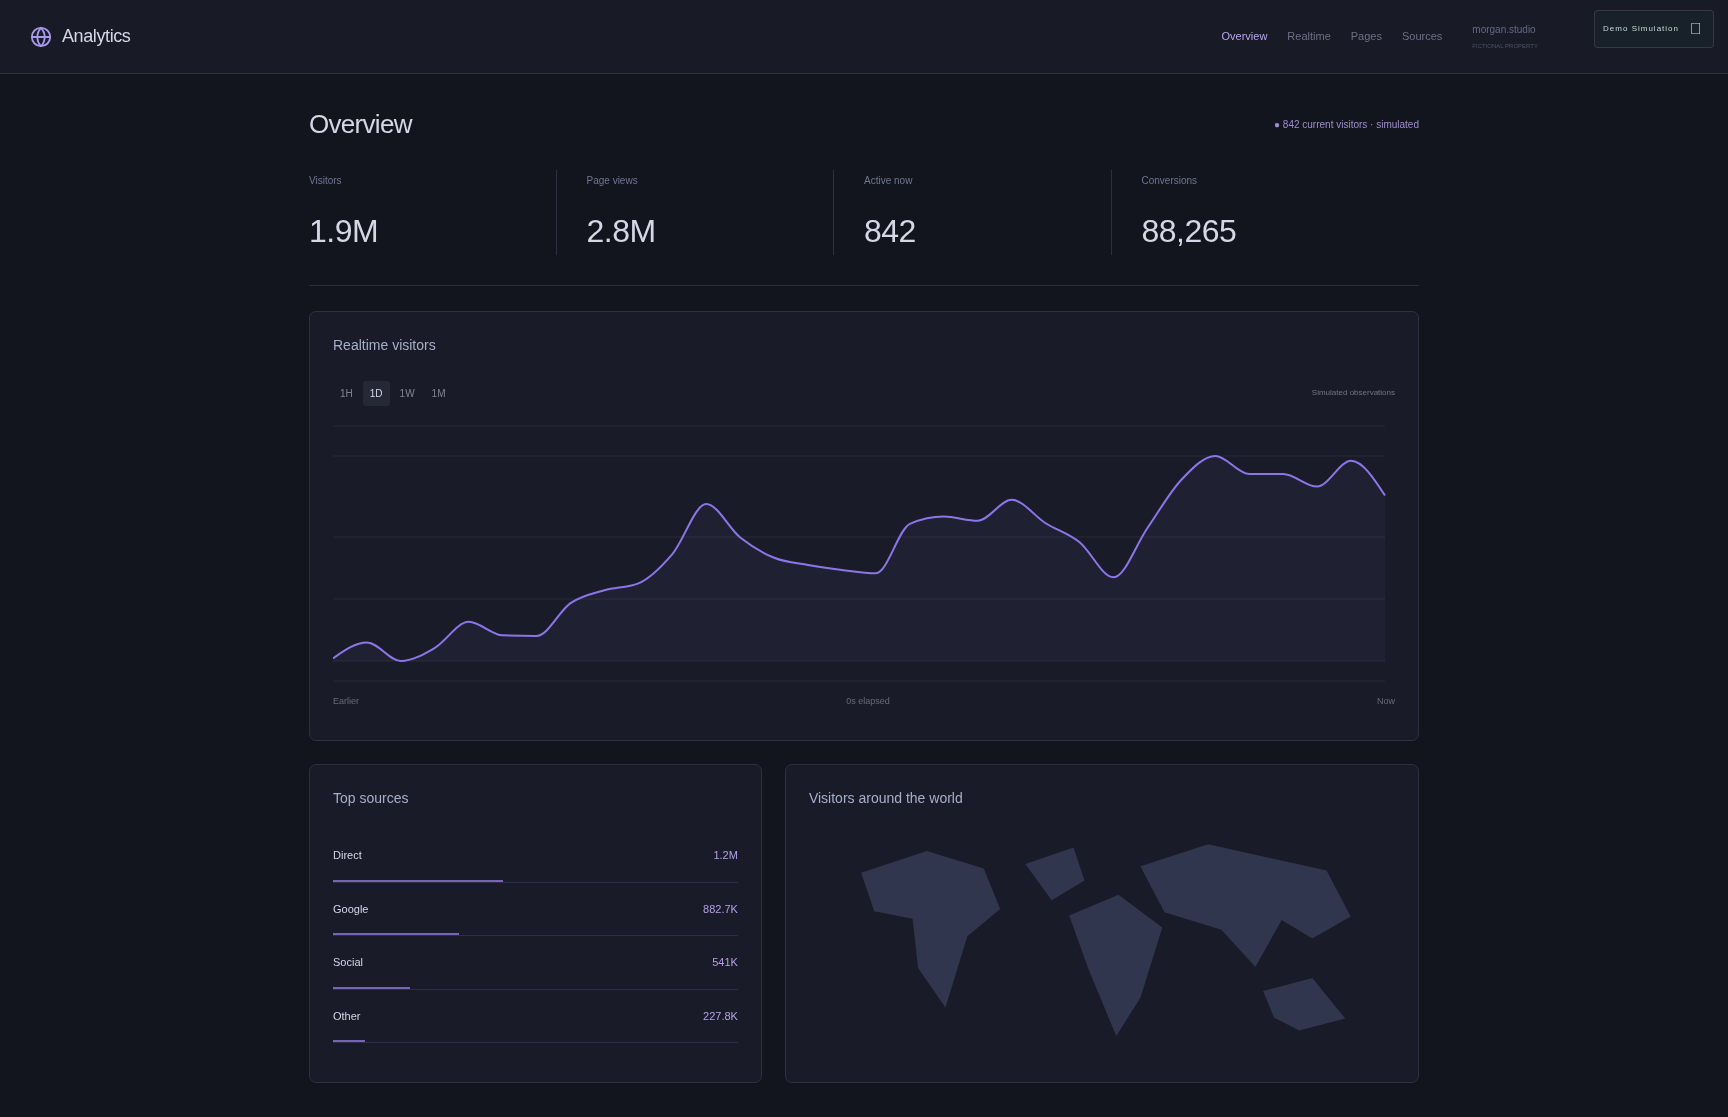 Analytics
Overview
Realtime
Pages
Sources
morgan.studio
FICTIONAL PROPERTY
Demo Simulation
Overview
● 842 current visitors · simulated
Visitors
Page views
Active now
Conversions
1.9M
2.8M
842
88,265
Realtime visitors
1H
1D
1W
1M
Simulated observations
Earlier
0s elapsed
Now
Top sources
Direct
1.2M
Google
882.7K
Social
541K
Other
227.8K
Visitors around the world